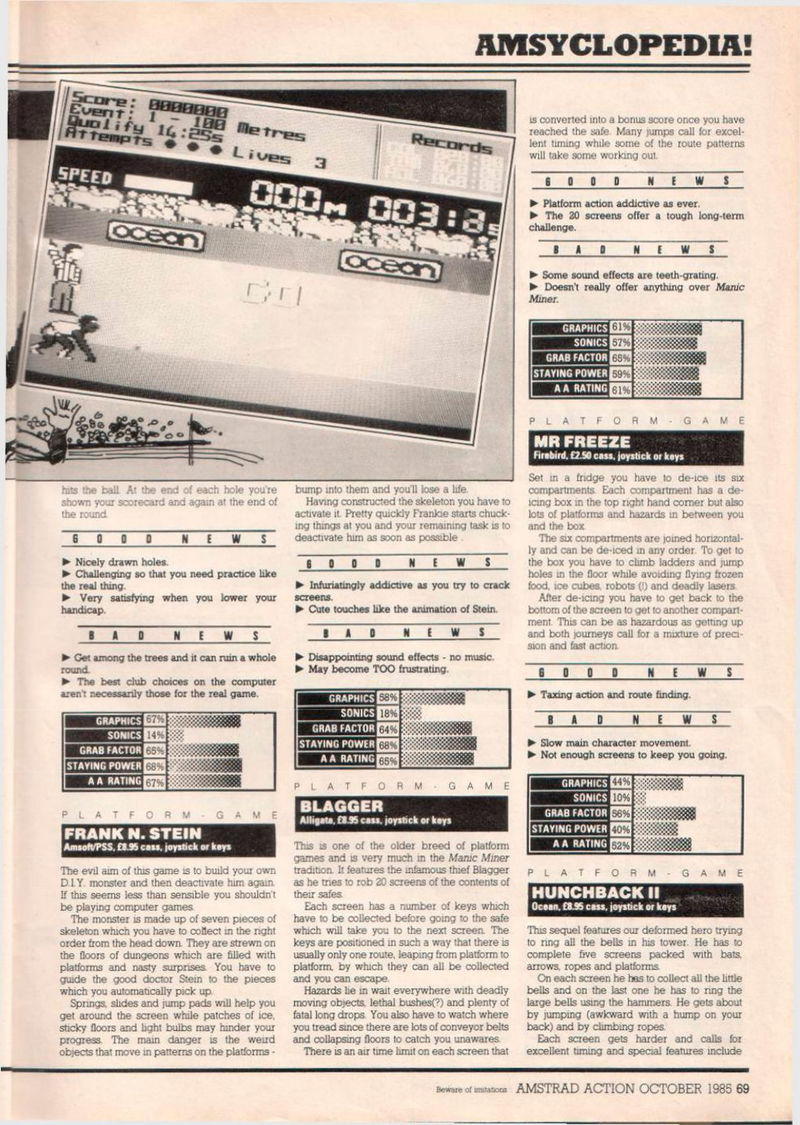 AMSYCLOPEDIA!
Score: 0000000
Event: 1 - 100 Metres
Qualify 14:25s
Attempts
Lives 3
Records
SPEED
000M 003:3s
ocean
ocean
hits the ball. At the end of each hole you're
shown your scorecard and again at the end of
the round.
GOOD NEWS
► Nicely drawn holes.
► Challenging so that you need practice like
the real thing.
► Very satisfying when you lower your
handicap.
BAD NEWS
► Get among the trees and it can ruin a whole
round.
► The best club choices on the computer
aren't necessarily those for the real game.
GRAPHICS 67%
SONICS 14%
GRAB FACTOR 65%
STAYING POWER 68%
AA RATING 67%
PLATFORM-GAME
FRANK N. STEIN
Amsoft/PSS, £8.95 cass, joystick or keys
The evil aim of this game is to build your own
D.I.Y. monster and then deactivate him again.
If this seems less than sensible you shouldn't
be playing computer games.
The monster is made up of seven pieces of
skeleton which you have to collect in the right
order from the head down. They are strewn on
the floors of dungeons which are filled with
platforms and nasty surprises. You have to
guide the good doctor Stein to the pieces
which you automatically pick up.
Springs, slides and jump pads will help you
get around the screen while patches of ice,
sticky floors and light bulbs may hinder your
progress. The main danger is the weird
objects that move in patterns on the platforms -
bump into them and you'll lose a life.
Having constructed the skeleton you have to
activate it. Pretty quickly Frankie starts chuck-
ing things at you and your remaining task is to
deactivate him as soon as possible .
GOOD NEWS
► Infuriatingly addictive as you try to crack
screens.
► Cute touches like the animation of Stein.
BAD NEWS
► Disappointing sound effects - no music.
► May become TOO frustrating.
GRAPHICS 58%
SONICS 18%
GRAB FACTOR 64%
STAYING POWER 68%
AA RATING 65%
PLATFORM-GAME
BLAGGER
Alligata, £8.95 cass, joystick or keys
This is one of the older breed of platform
games and is very much in the Manic Miner
tradition. It features the infamous thief Blagger
as he tries to rob 20 screens of the contents of
their safes.
Each screen has a number of keys which
have to be collected before going to the safe
which will take you to the next screen. The
keys are positioned in such a way that there is
usually only one route, leaping from platform to
platform, by which they can all be collected
and you can escape.
Hazards lie in wait everywhere with deadly
moving objects, lethal bushes(?) and plenty of
fatal long drops. You also have to watch where
you tread since there are lots of conveyor belts
and collapsing floors to catch you unawares.
There is an air time limit on each screen that
is converted into a bonus score once you have
reached the safe. Many jumps call for excel-
lent timing while some of the route patterns
will take some working out.
GOOD NEWS
► Platform action addictive as ever.
► The 20 screens offer a tough long-term
challenge.
BAD NEWS
► Some sound effects are teeth-grating.
► Doesn't really offer anything over Manic
Miner.
GRAPHICS 61%
SONICS 57%
GRAB FACTOR 65%
STAYING POWER 59%
AA RATING 61%
PLATFORM-GAME
MR FREEZE
Firebird, £2.50 cass, joystick or keys
Set in a fridge you have to de-ice its six
compartments. Each compartment has a de-
icing box in the top right hand corner but also
lots of platforms and hazards in between you
and the box.
The six compartments are joined horizontal-
ly and can be de-iced in any order. To get to
the box you have to climb ladders and jump
holes in the floor while avoiding flying frozen
food, ice cubes, robots (!) and deadly lasers.
After de-icing you have to get back to the
bottom of the screen to get to another compart-
ment. This can be as hazardous as getting up
and both journeys call for a mixture of preci-
sion and fast action.
GOOD NEWS
► Taxing action and route finding.
BAD NEWS
► Slow main character movement.
► Not enough screens to keep you going.
GRAPHICS 44%
SONICS 10%
GRAB FACTOR 56%
STAYING POWER 40%
AA RATING 52%
PLATFORM-GAME
HUNCHBACK II
Ocean, £8.95 cass, joystick or keys
This sequel features our deformed hero trying
to ring all the bells in his tower. He has to
complete five screens packed with bats,
arrows, ropes and platforms.
On each screen he has to collect all the little
bells and on the last one he has to ring the
large bells using the hammers. He gets about
by jumping (awkward with a hump on your
back) and by climbing ropes.
Each screen gets harder and calls for
excellent timing and special features include
Beware of imitations AMSTRAD ACTION OCTOBER 1985 69